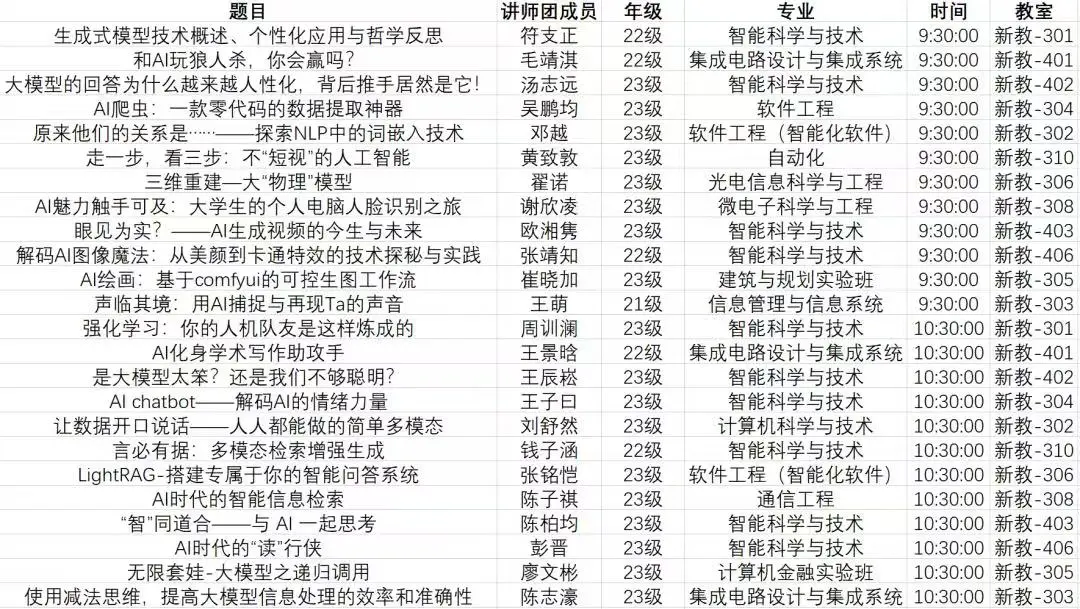 题目 讲师团成员 年级 专业 时间 教室
生成式模型技术概述、个性化应用与哲学反思 符支正 22级 智能科学与技术 9:30:00 新教-301
和AI玩狼人杀，你会赢吗？ 毛靖淇 22级 集成电路设计与集成系统 9:30:00 新教-401
大模型的回答为什么越来越人性化，背后推手居然是它！ 汤志远 23级 智能科学与技术 9:30:00 新教-402
AI爬虫：一款零代码的数据提取神器 吴鹏均 23级 软件工程 9:30:00 新教-304
原来他们的关系是……——探索NLP中的词嵌入技术 邓越 23级 软件工程（智能化软件） 9:30:00 新教-302
走一步，看三步：不“短视”的人工智能 黄致敦 23级 自动化 9:30:00 新教-310
三维重建—大“物理”模型 翟诺 23级 光电信息科学与工程 9:30:00 新教-306
AI魅力触手可及：大学生的个人电脑人脸识别之旅 谢欣凌 23级 微电子科学与工程 9:30:00 新教-308
眼见为实？——AI生成视频的今生与未来 欧湘隽 23级 智能科学与技术 9:30:00 新教-403
解码AI图像魔法：从美颜到卡通特效的技术探秘与实践 张靖知 22级 智能科学与技术 9:30:00 新教-406
AI绘画：基于comfyui的可控生图工作流 崔晓加 23级 建筑与规划实验班 9:30:00 新教-305
声临其境：用AI捕捉与再现Ta的声音 王萌 21级 信息管理与信息系统 9:30:00 新教-303
强化学习：你的人机队友是这样炼成的 周训澜 23级 智能科学与技术 10:30:00 新教-301
AI化身学术写作助攻手 王景晗 22级 集成电路设计与集成系统 10:30:00 新教-401
是大模型太笨？还是我们不够聪明？ 王辰崧 23级 智能科学与技术 10:30:00 新教-402
AI chatbot——解码AI的情绪力量 王子曰 23级 智能科学与技术 10:30:00 新教-304
让数据开口说话——人人都能做的简单多模态 刘舒然 23级 计算机科学与技术 10:30:00 新教-302
言必有据：多模态检索增强生成 钱子涵 22级 智能科学与技术 10:30:00 新教-310
LightRAG-搭建专属于你的智能问答系统 张铭恺 23级 软件工程（智能化软件） 10:30:00 新教-306
AI时代的智能信息检索 陈子祺 23级 通信工程 10:30:00 新教-308
“智”同道合——与 AI 一起思考 陈柏均 23级 智能科学与技术 10:30:00 新教-403
AI时代的“读”行侠 彭晋 23级 智能科学与技术 10:30:00 新教-406
无限套娃-大模型之递归调用 廖文彬 23级 计算机金融实验班 10:30:00 新教-305
使用减法思维，提高大模型信息处理的效率和准确性 陈志濠 23级 集成电路设计与集成系统 10:30:00 新教-303